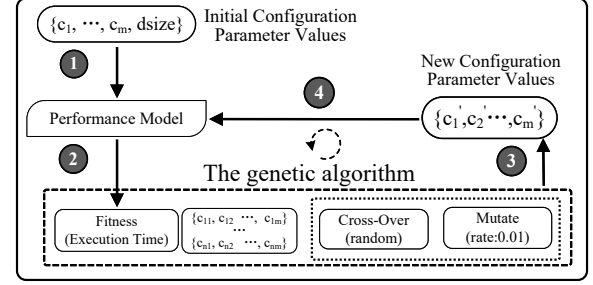 {c1, ···, cm, dsize}
Initial Configuration
Parameter Values
1
New Configuration
Parameter Values
4
Performance Model
{c1', c2'···,cm'}
2
3
The genetic algorithm
Fitness
(Execution Time)
{c11, c12 ···, c1m}
···
{cn1, cn2 ···, cnm}
Cross-Over
(random)
Mutate
(rate:0.01)